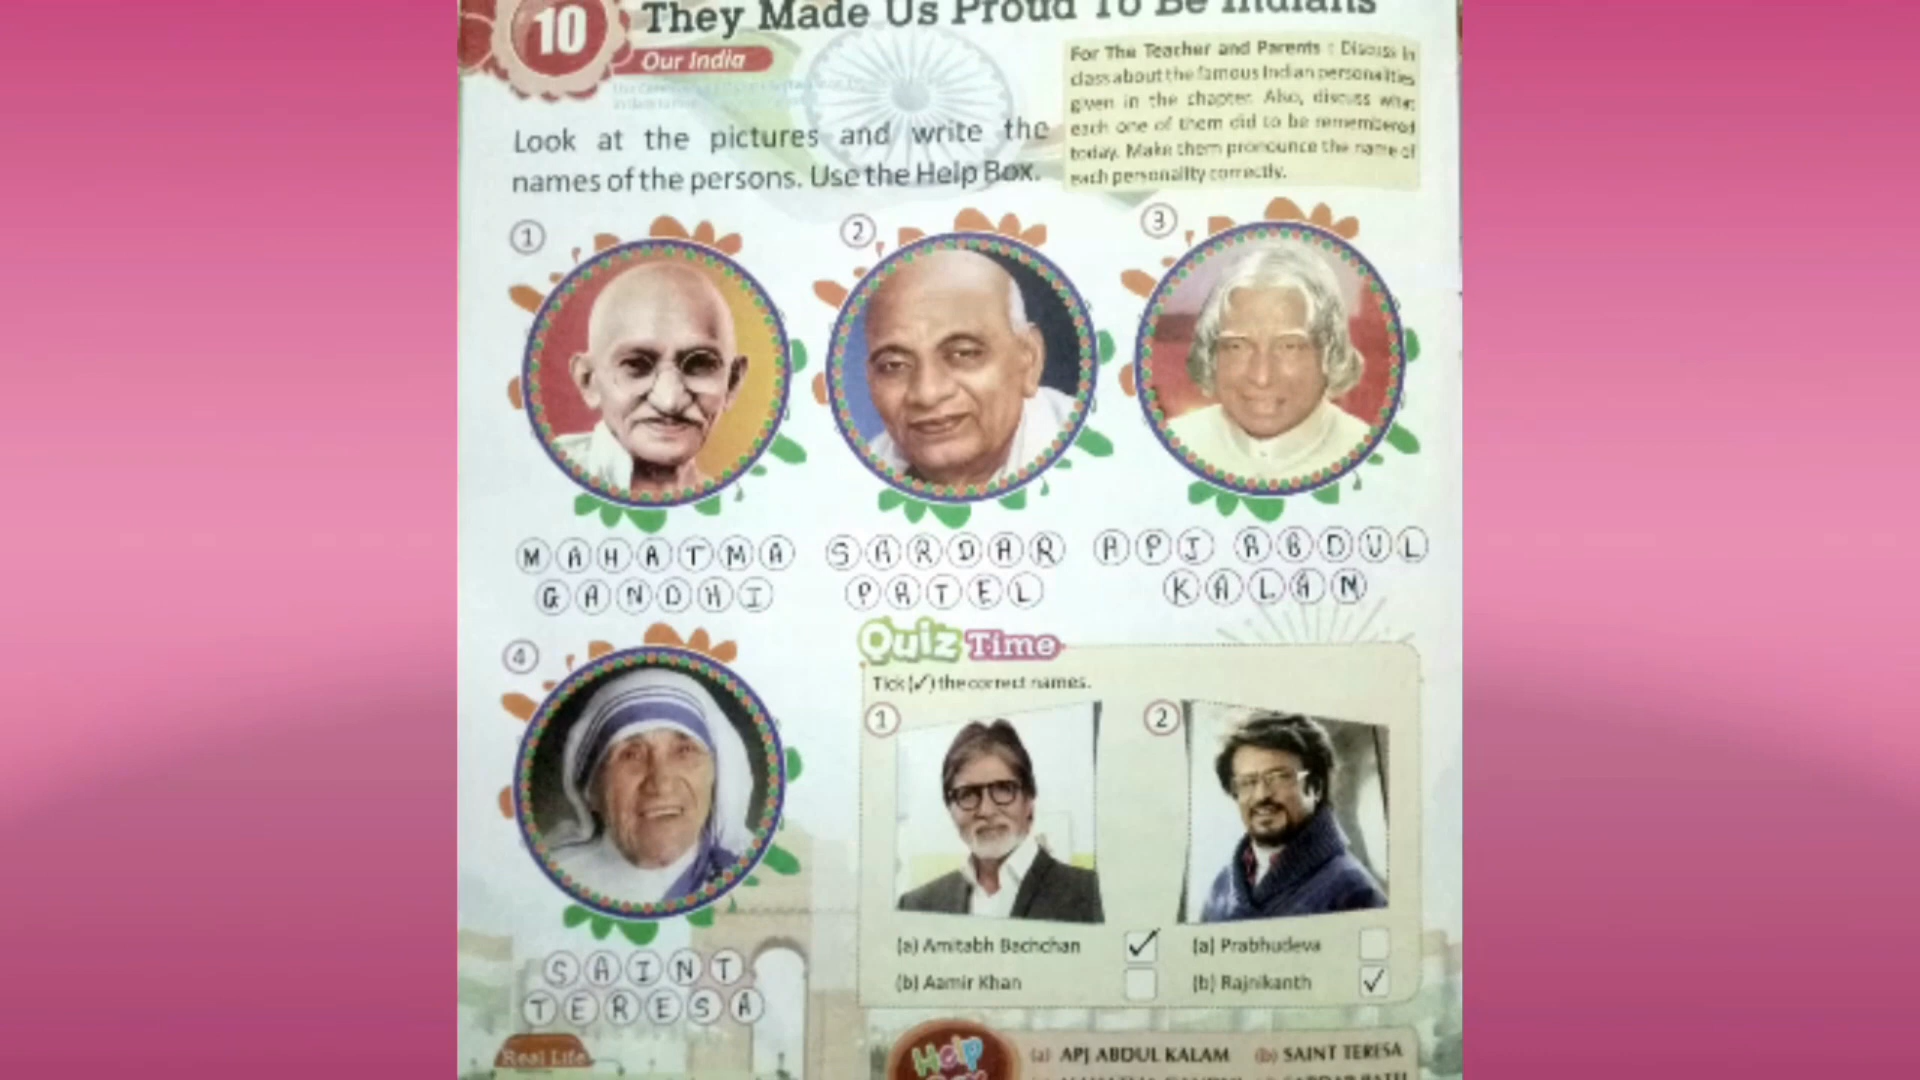 10
They Made Us Proud To Be Indians
Our India
For The Teacher and Parents : Discuss in
class about the famous Indian personalities
given in the chapter. Also, discuss what
each one of them did to be remembered
today. Make them pronounce the name of
each personality correctly.
Look at the pictures and write the
names of the persons. Use the Help Box.
1
2
3
MAHATMA
GANDHI
SARDAR
PATEL
APJ ABDUL
KALAM
4
SAINT
TERESA
Quiz Time
Tick (✓) the correct names.
1
2
(a) Amitabh Bachchan ✓
(b) Aamir Khan
(a) Prabhudeva
(b) Rajnikanth ✓
Real Life
Help
(a) APJ ABDUL KALAM (b) SAINT TERESA